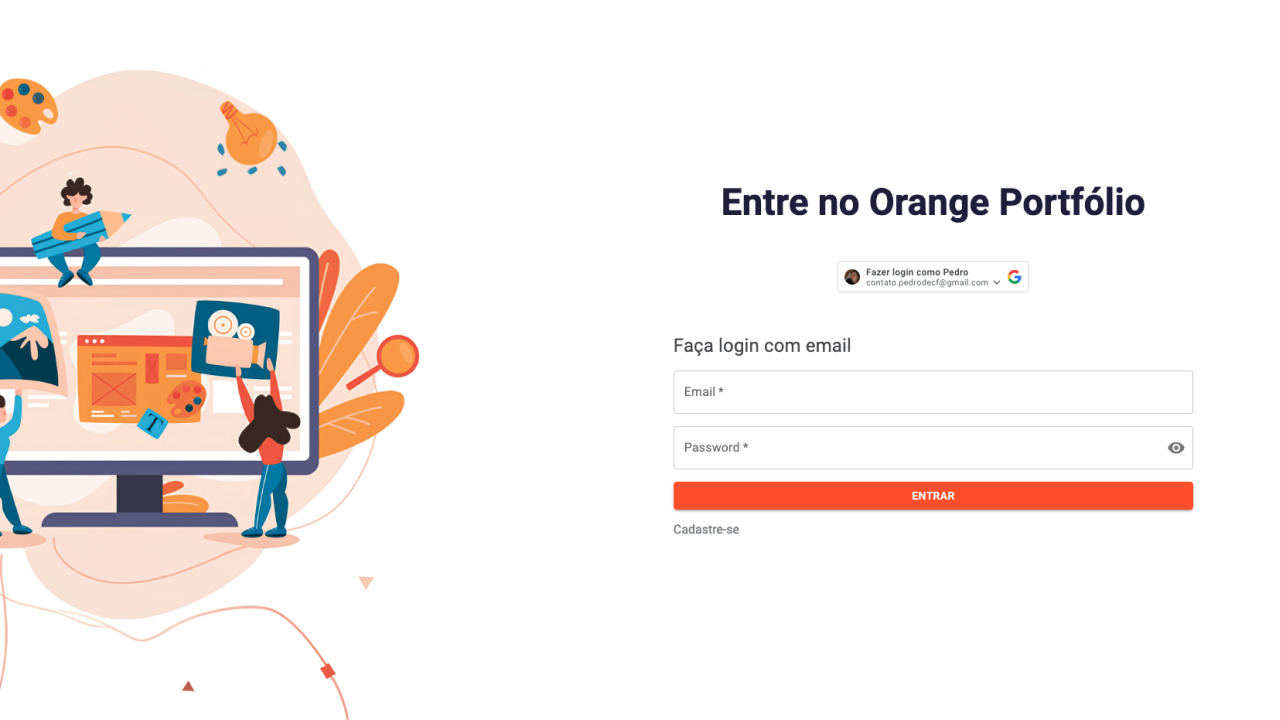 Entre no Orange Portfólio
Fazer login como Pedro
contato.pedrodecf@gmail.com
Faça login com email
Email *
Password *
ENTRAR
Cadastre-se
T